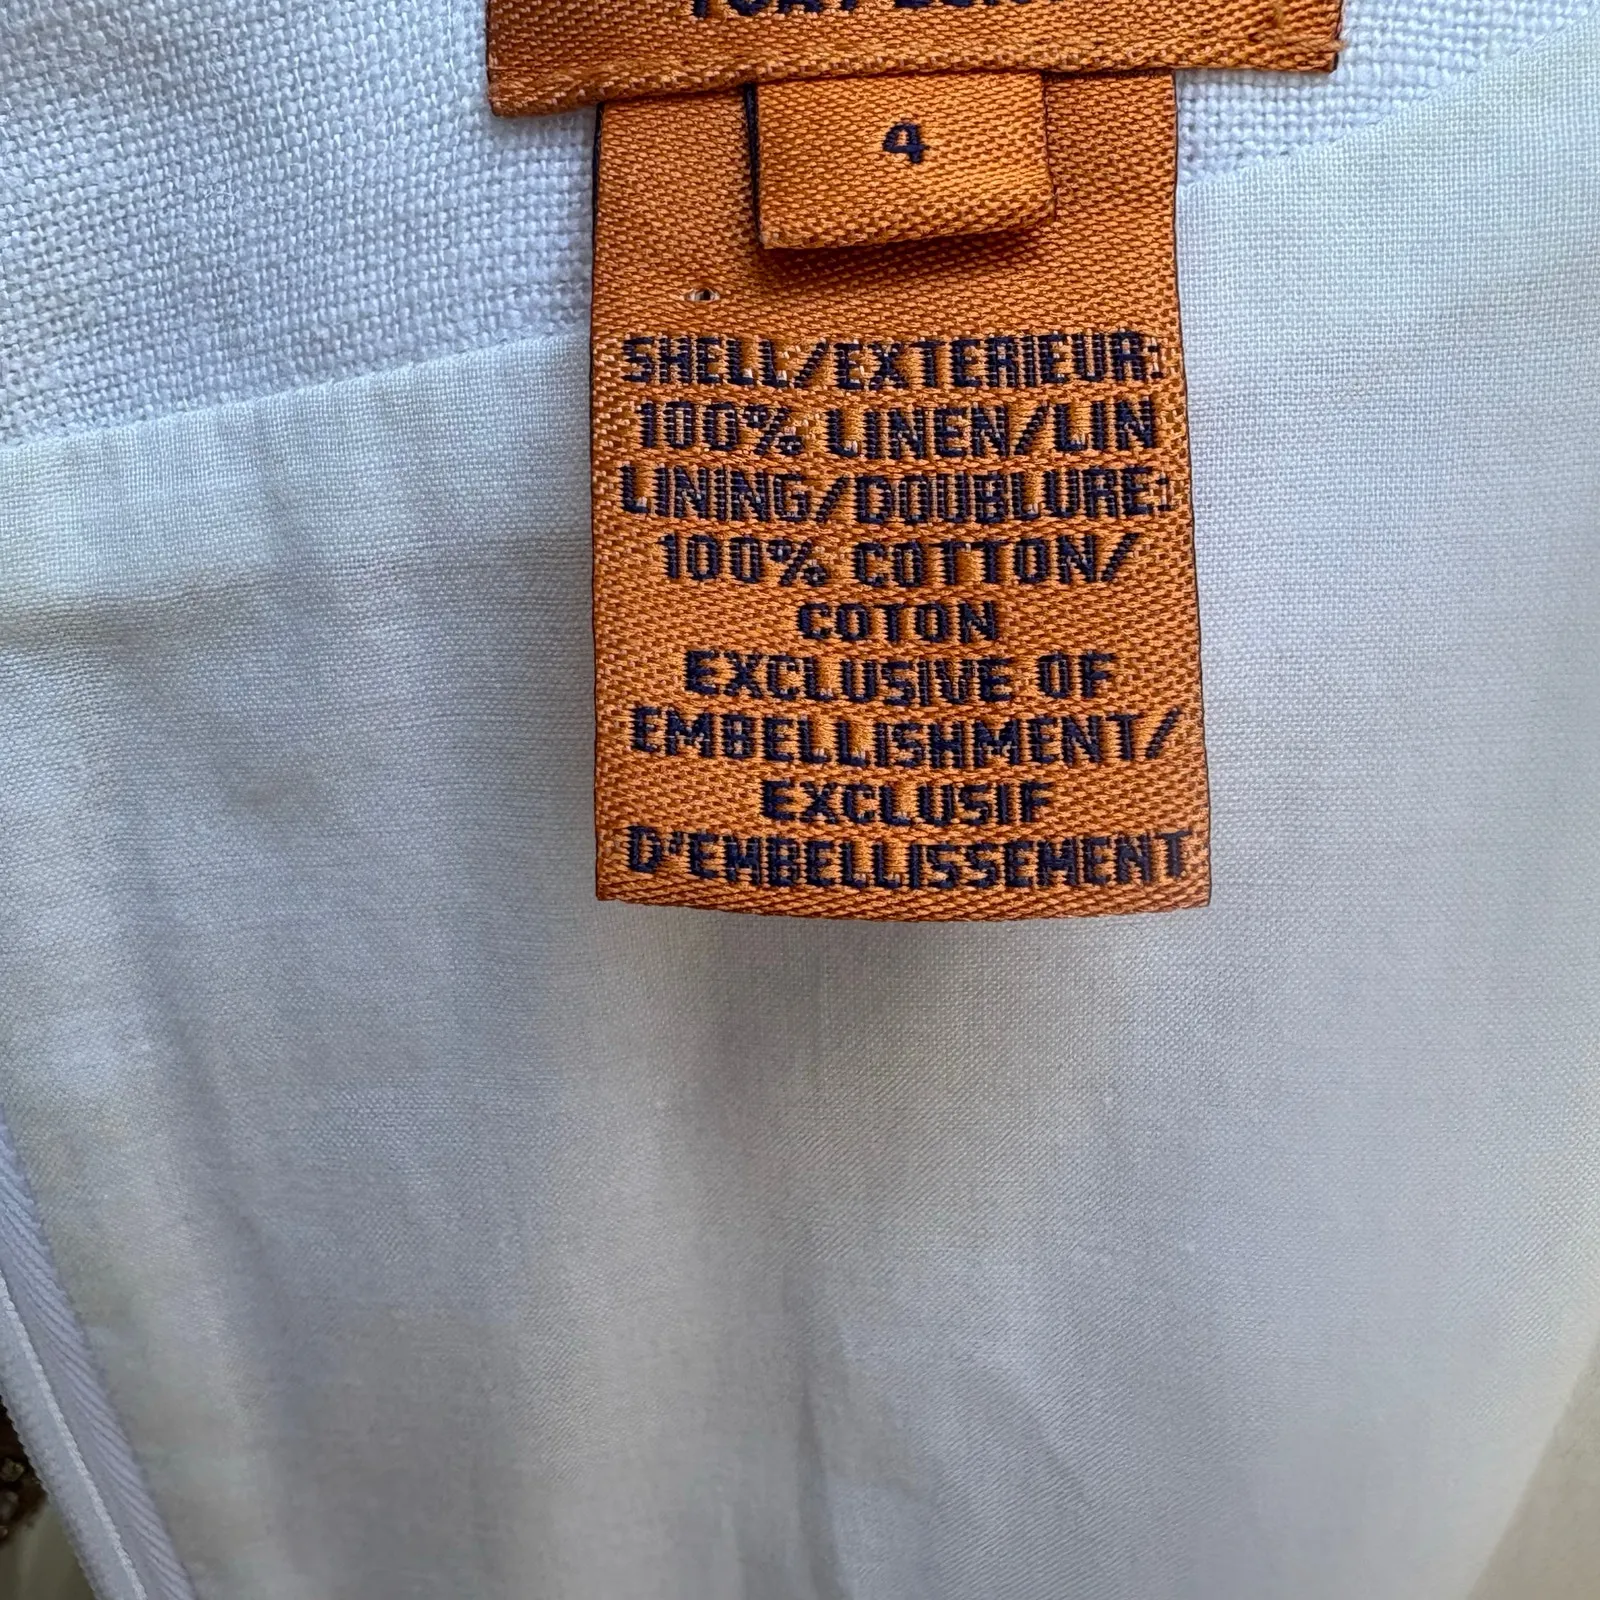 4
SHELL/EXTERIEUR:
100% LINEN/LIN
LINING/DOUBLURE:
100% COTTON/
COTON
EXCLUSIVE OF
EMBELLISHMENT/
EXCLUSIF
D'EMBELLISSEMENT